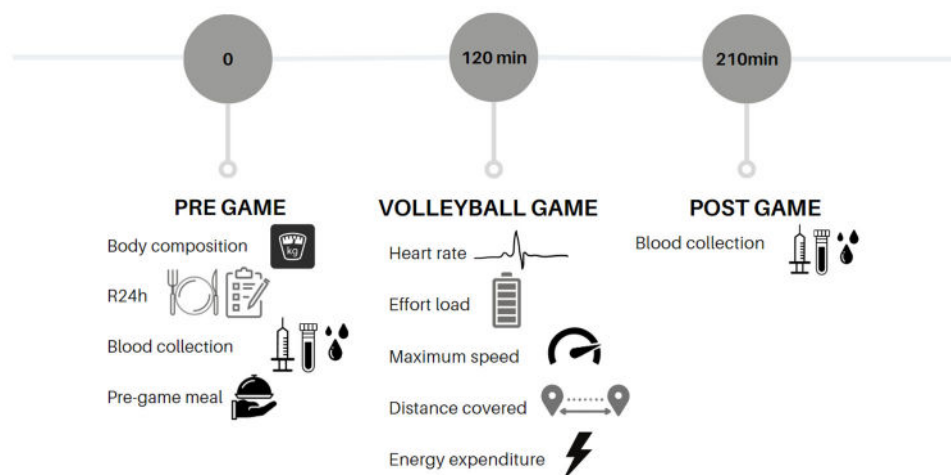 0
120 min
210min
PRE GAME
Body composition
kg
R24h
Blood collection
Pre-game meal
VOLLEYBALL GAME
Heart rate
Effort load
Maximum speed
Distance covered
Energy expenditure
POST GAME
Blood collection